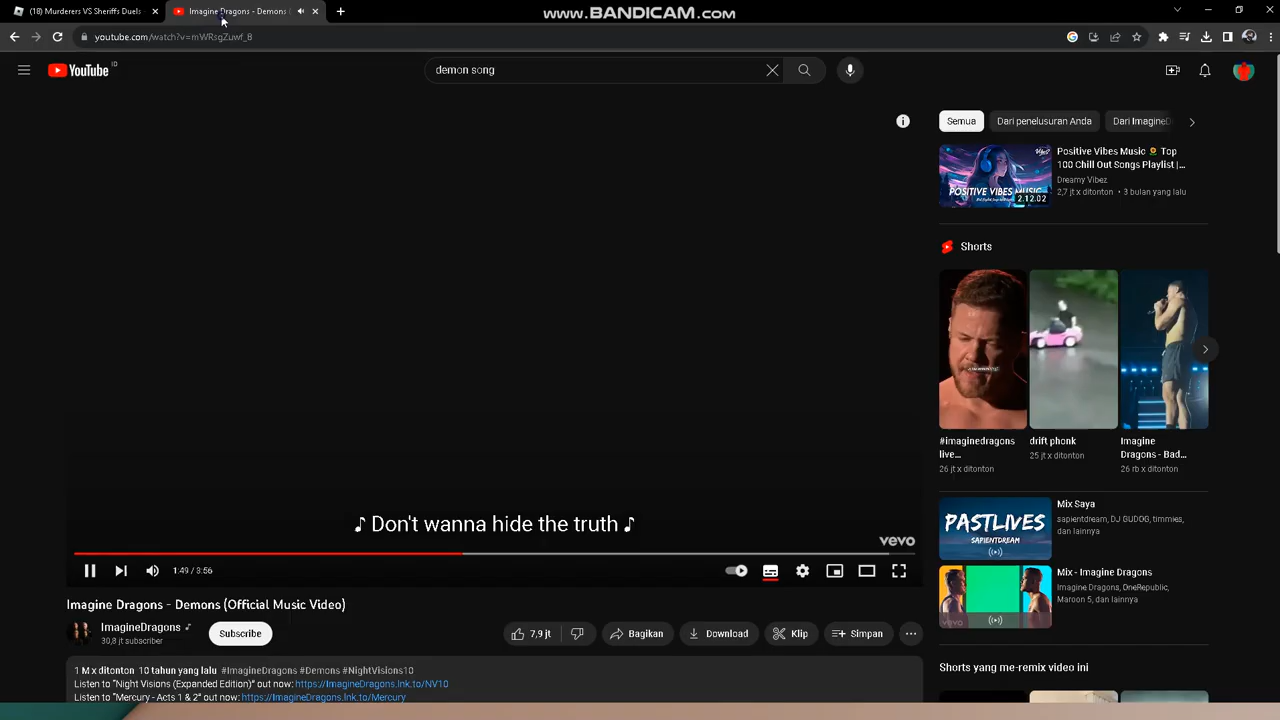 (18) Murderers VS Sheriffs Duels
Imagine Dragons - Demons (
WWW.BANDICAM.COM
youtube.com/watch?v=mWRsgZuwf_8
YouTube ID
demon song
Semua
Dari penelusuran Anda
Dari ImagineD
Positive Vibes Music 🌻 Top
100 Chill Out Songs Playlist |...
Dreamy Vibez
2,7 jt x ditonton • 3 bulan yang lalu
POSITIVE VIBES MUSIC
2.12.02
Shorts
#imaginedragons
live...
26 jt x ditonton
drift phonk
25 jt x ditonton
Imagine
Dragons - Bad...
26 rb x ditonton
♪ Don't wanna hide the truth ♪
vevo
1:49 / 3:56
Imagine Dragons - Demons (Official Music Video)
ImagineDragons
30,8 jt subscriber
Subscribe
7,9 jt
Bagikan
Download
Klip
Simpan
1 M x ditonton 10 tahun yang lalu #ImagineDragons #Demons #NightVisions10
Listen to "Night Visions (Expanded Edition)" out now: https://ImagineDragons.lnk.to/NV10
Listen to "Mercury - Acts 1 & 2" out now: https://ImagineDragons.lnk.to/Mercury
PASTLIVES
SAPIENTDREAM
Mix Saya
sapientdream, DJ GUDOG, timmies,
dan lainnya
vevo
Mix - Imagine Dragons
Imagine Dragons, OneRepublic,
Maroon 5, dan lainnya
Shorts yang me-remix video ini